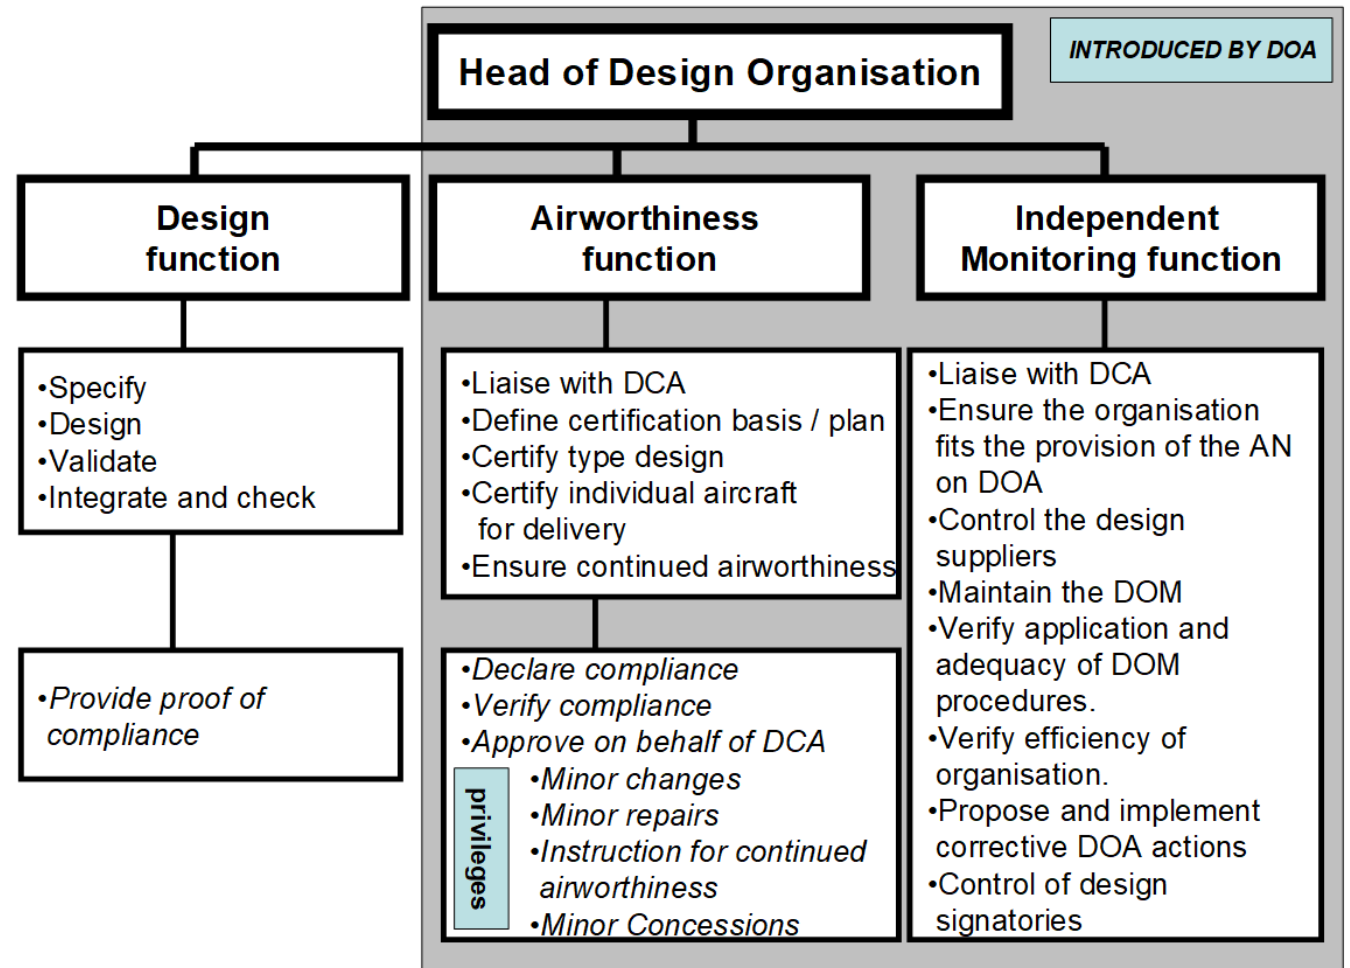 INTRODUCED BY DOA
Head of Design Organisation
Design
function
Airworthiness
function
Independent
Monitoring function
•Specify
•Design
•Validate
•Integrate and check
•Provide proof of
compliance
•Liaise with DCA
•Define certification basis / plan
•Certify type design
•Certify individual aircraft
for delivery
•Ensure continued airworthiness
•Declare compliance
•Verify compliance
•Approve on behalf of DCA
privileges
•Minor changes
•Minor repairs
•Instruction for continued
airworthiness
•Minor Concessions
•Liaise with DCA
•Ensure the organisation
fits the provision of the AN
on DOA
•Control the design
suppliers
•Maintain the DOM
•Verify application and
adequacy of DOM
procedures.
•Verify efficiency of
organisation.
•Propose and implement
corrective DOA actions
•Control of design
signatories